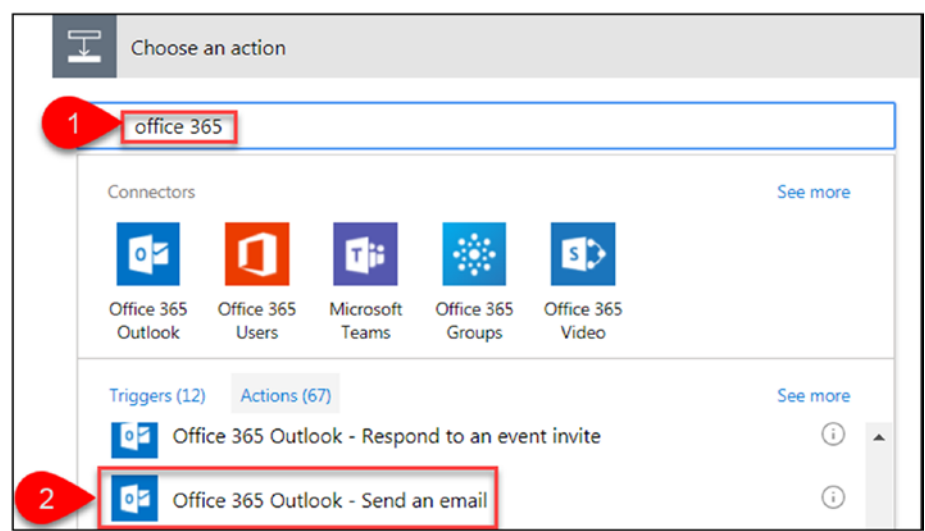 Choose an action
1
office 365
Connectors
See more
Office 365
Outlook
Office 365
Users
Microsoft
Teams
Office 365
Groups
Office 365
Video
Triggers (12)
Actions (67)
See more
Office 365 Outlook - Respond to an event invite
2
Office 365 Outlook - Send an email